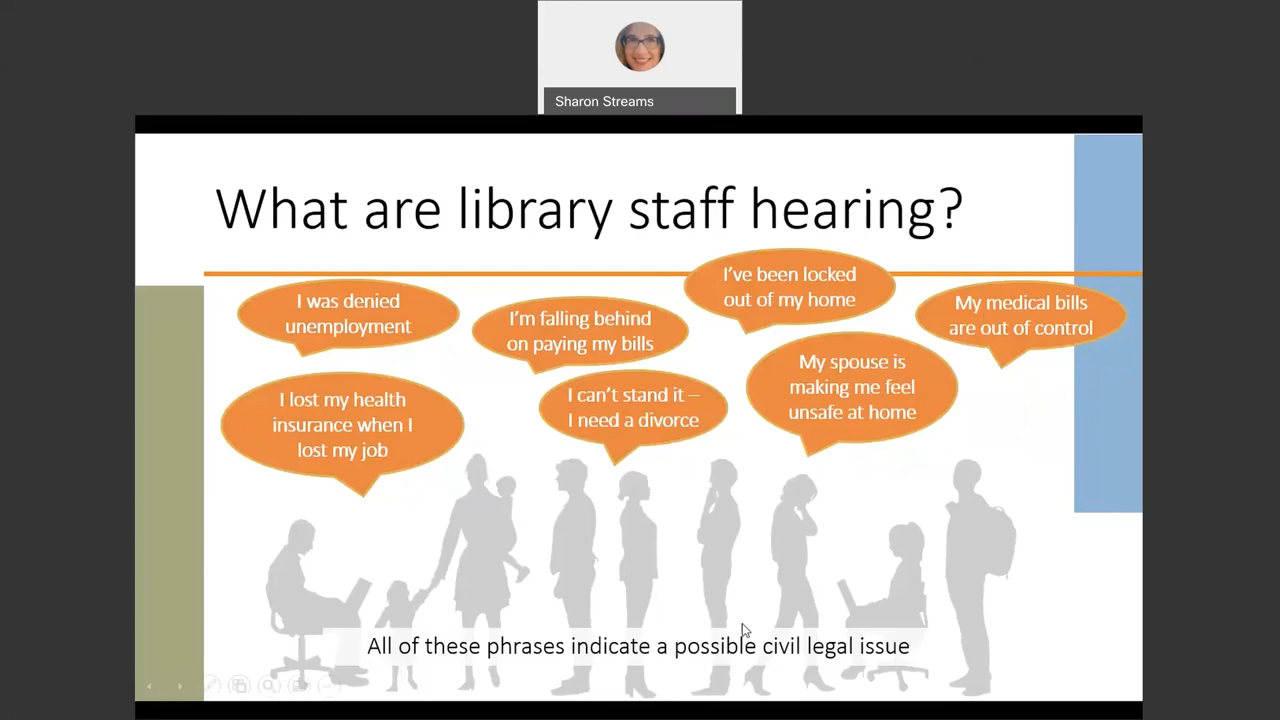 Sharon Streams
What are library staff hearing?
I was denied
unemployment
I'm falling behind
on paying my bills
I've been locked
out of my home
My medical bills
are out of control
I lost my health
insurance when I
lost my job
I can't stand it –
I need a divorce
My spouse is
making me feel
unsafe at home
All of these phrases indicate a possible civil legal issue